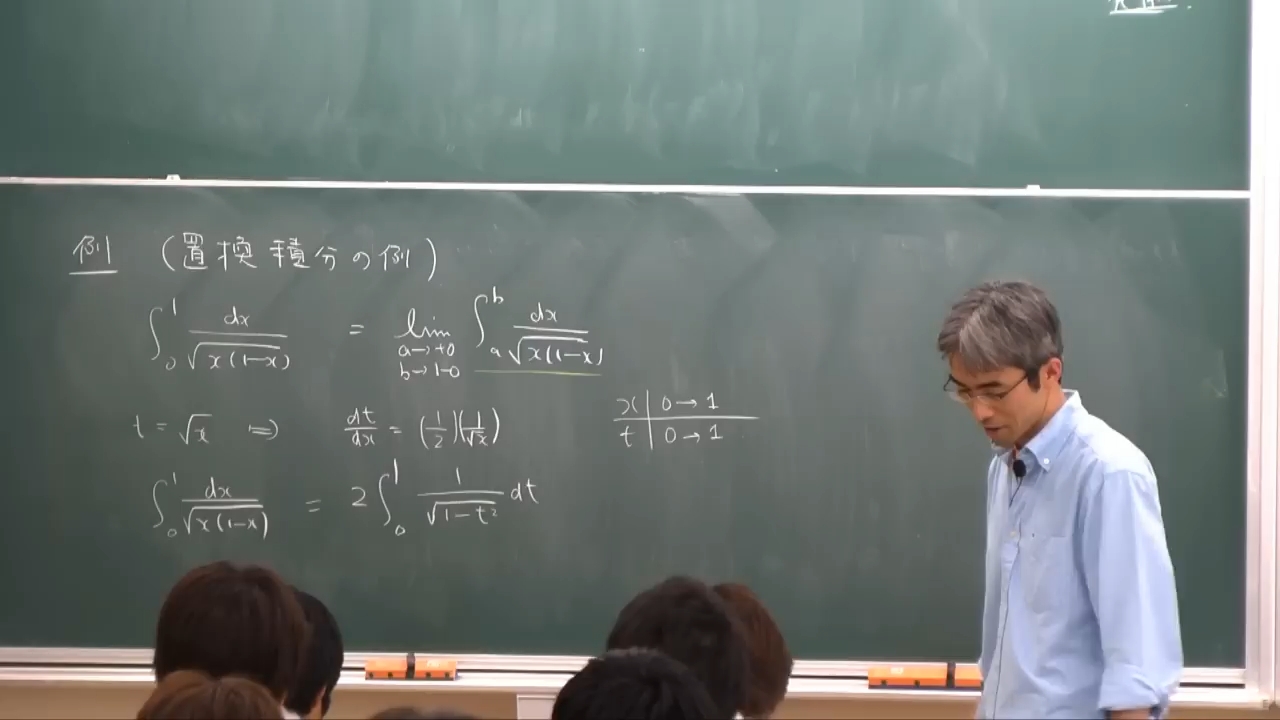 例 (置換積分の例)
∫₀¹ dx/√(x(1-x)) = lim_{a→+0, b→1-0} ∫ₐᵇ dx/√(x(1-x))
x | 0→1
t = √x ⇒ dt/dx = (1/2)(1/√x)
t | 0→1
∫₀¹ dx/√(x(1-x)) = 2∫₀¹ 1/√(1-t²) dt